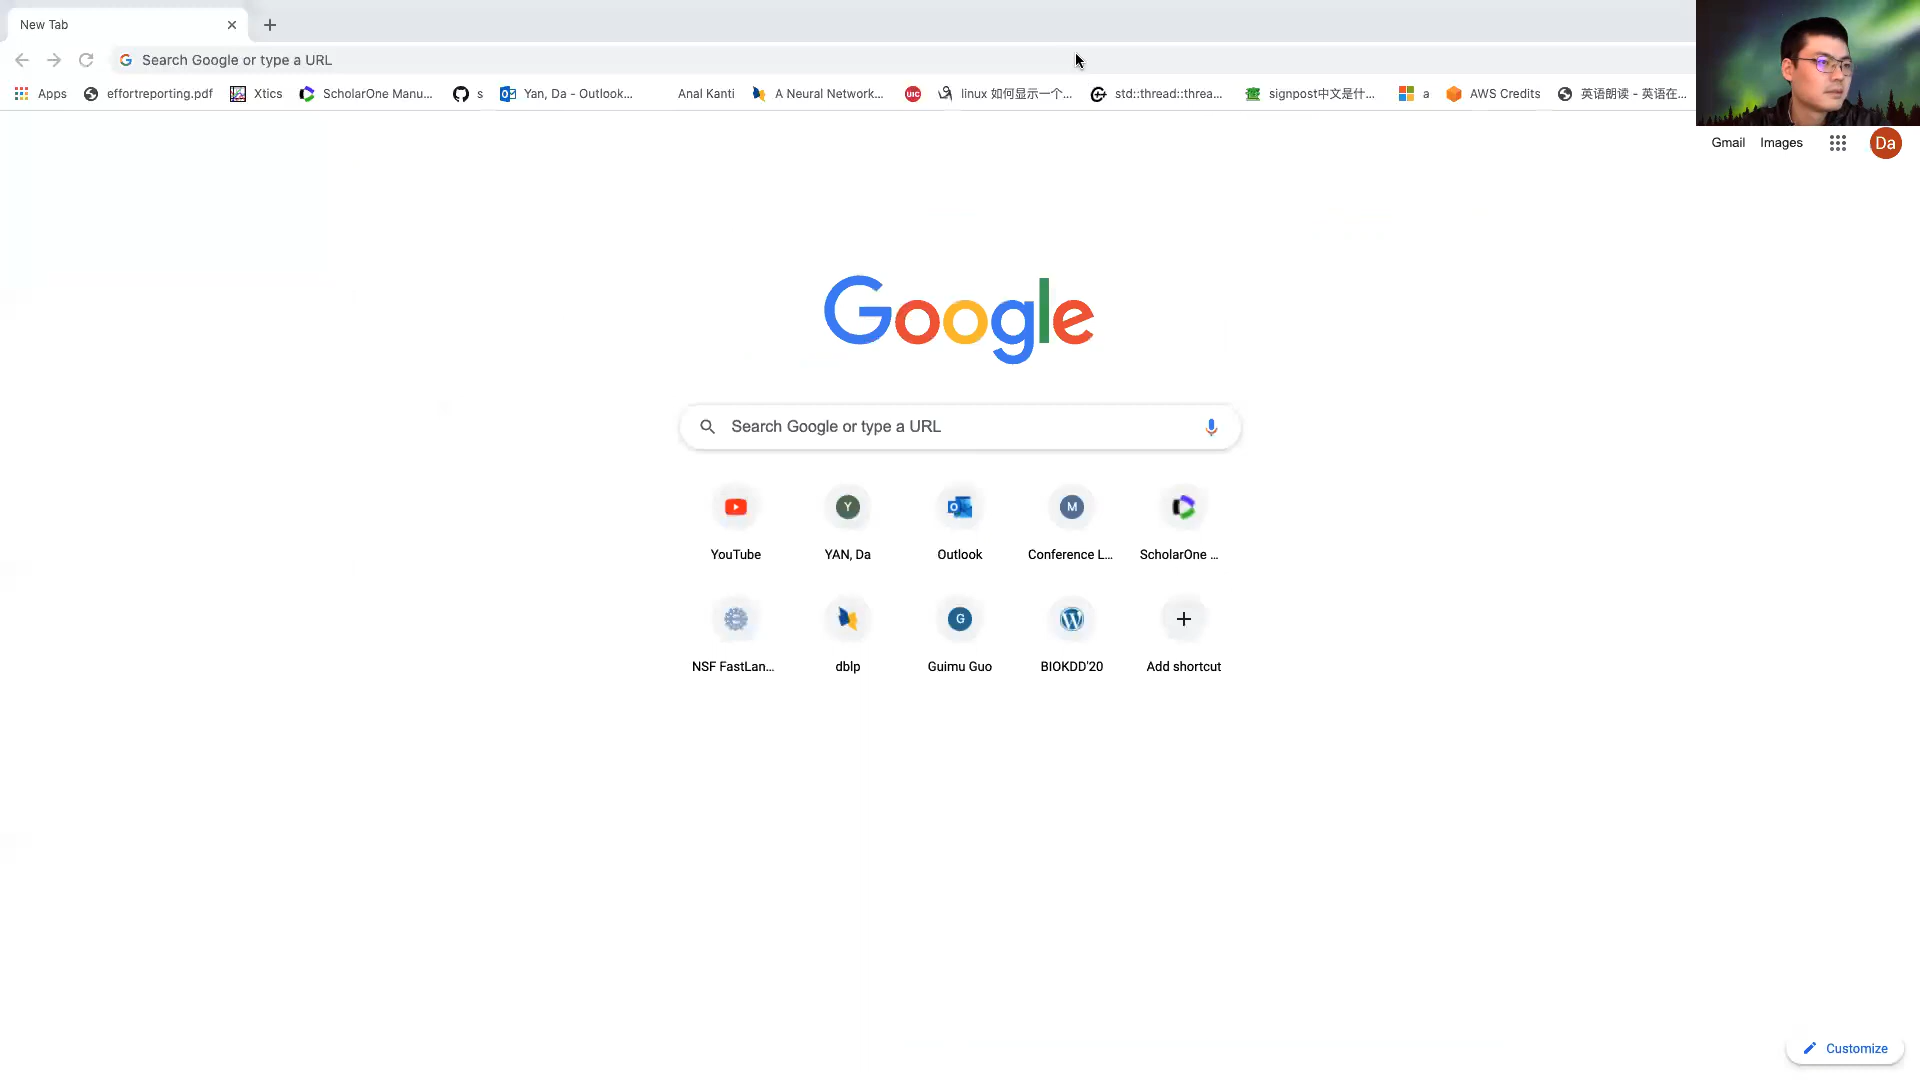 New Tab
Search Google or type a URL
Apps effortreporting.pdf Xtics ScholarOne Manu... s Yan, Da - Outlook... Anal Kanti A Neural Network... UIC linux 如何显示一个... std::thread::threa... signpost中文是什... a AWS Credits 英语朗读 - 英语在...
Gmail Images Da
Google
Search Google or type a URL
Y M
YouTube YAN, Da Outlook Conference L... ScholarOne ...
G
NSF FastLan... dblp Guimu Guo BIOKDD'20 Add shortcut
Customize